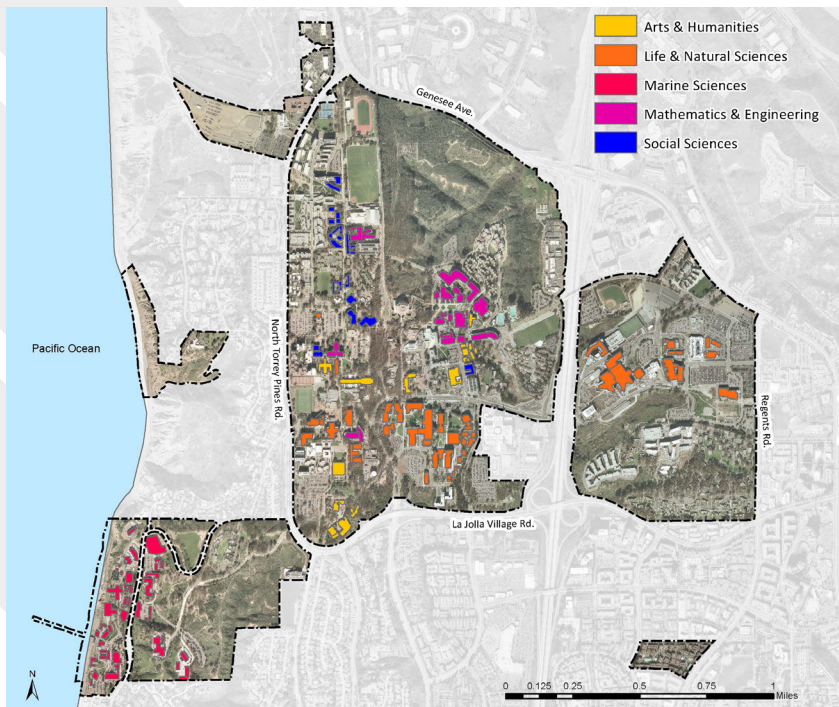 Arts & Humanities
Life & Natural Sciences
Marine Sciences
Mathematics & Engineering
Social Sciences
Genesee Ave.
North Torrey Pines Rd.
Pacific Ocean
Regents Rd.
La Jolla Village Rd.
N
0 0.125 0.25 0.5 0.75 1
Miles